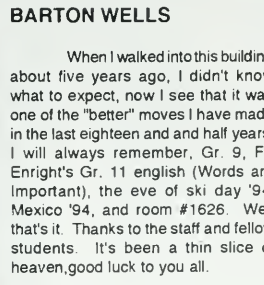 BARTON WELLS
When I walked into this buildin
about five years ago, I didn't kno
what to expect, now I see that it wa
one of the "better" moves I have mad
in the last eighteen and and half years
I will always remember, Gr. 9, F
Enright's Gr. 11 english (Words ar
Important), the eve of ski day '94
Mexico '94, and room #1626. We
that's it. Thanks to the staff and fello
students. It's been a thin slice o
heaven,good luck to you all.